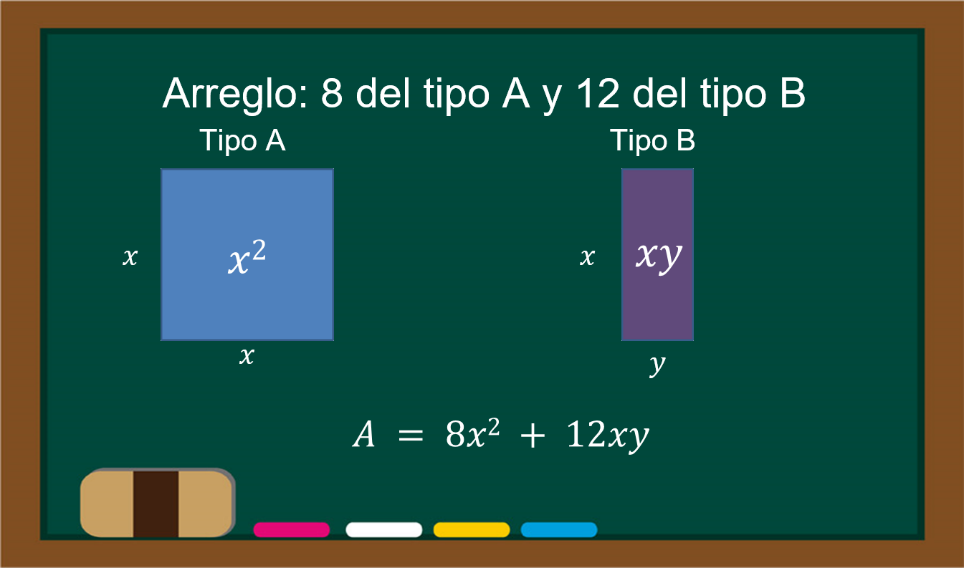 Arreglo: 8 del tipo A y 12 del tipo B
Tipo A Tipo B
x x² x xy
x y
A = 8x² + 12xy